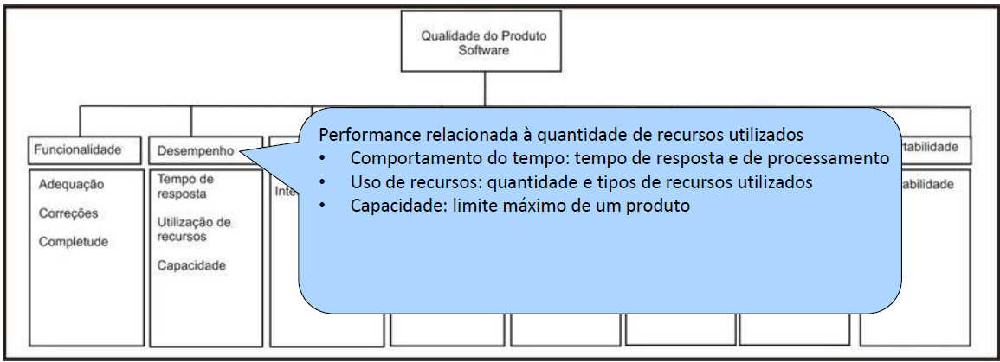 Qualidade do Produto
Software
Funcionalidade
Desempenho
Performance relacionada à quantidade de recursos utilizados
• Comportamento do tempo: tempo de resposta e de processamento
• Uso de recursos: quantidade e tipos de recursos utilizados
• Capacidade: limite máximo de um produto
Adequação
Correções
Completude
Tempo de
resposta
Utilização de
recursos
Capacidade